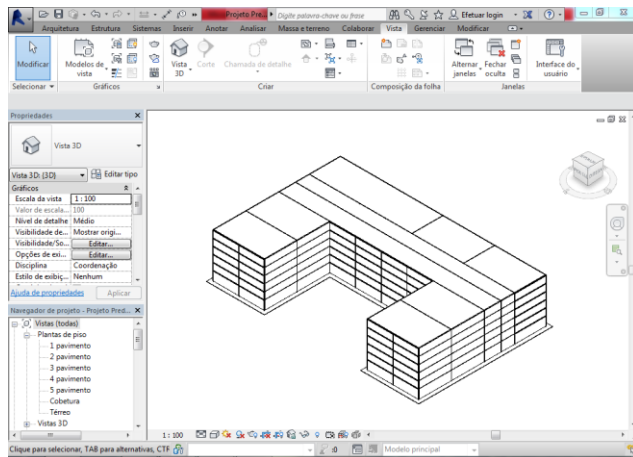 Projeto Pre...
Digite palavra-chave ou frase
Efetuar login
Arquitetura Estrutura Sistemas Inserir Anotar Analisar Massa e terreno Colaborar Vista Gerenciar Modificar
Modificar
Modelos de vista
Vista 3D
Corte
Chamada de detalhe
Alternar janelas
Fechar oculta
Interface do usuário
Selecionar
Gráficos
Criar
Composição da folha
Janelas
Propriedades
Vista 3D
Vista 3D: {3D}
Editar tipo
Gráficos
Escala da vista 1 : 100
Valor de escala... 100
Nível de detalhe Médio
Visibilidade de... Mostrar origi...
Visibilidade/So... Editar...
Opções de exi... Editar...
Disciplina Coordenação
Estilo de exibiç... Nenhum
Ajuda de propriedades Aplicar
Navegador de projeto - Projeto Pred...
Vistas (todas)
Plantas de piso
1 pavimento
2 pavimento
3 pavimento
4 pavimento
5 pavimento
Cobetura
Térreo
Vistas 3D
1 : 100
Clique para selecionar, TAB para alternativas, CTF
:0
Modelo principal